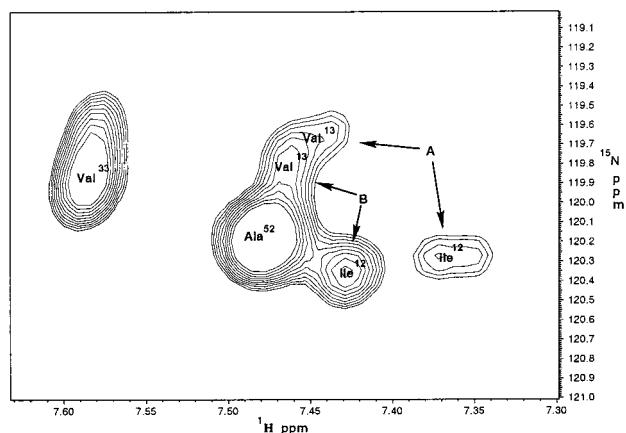 119.1
119.2
119.3
119.4
119.5
119.6
119.7
119.8
119.9
120.0
120.1
120.2
120.3
120.4
120.5
120.6
120.7
120.8
120.9
121.0
15N
p
p
m
Val 13
Val 13
Val 33
A
B
Ala 52
Ile 12
Ile 12
7.60 7.55 7.50 7.45 7.40 7.35 7.30
1H ppm